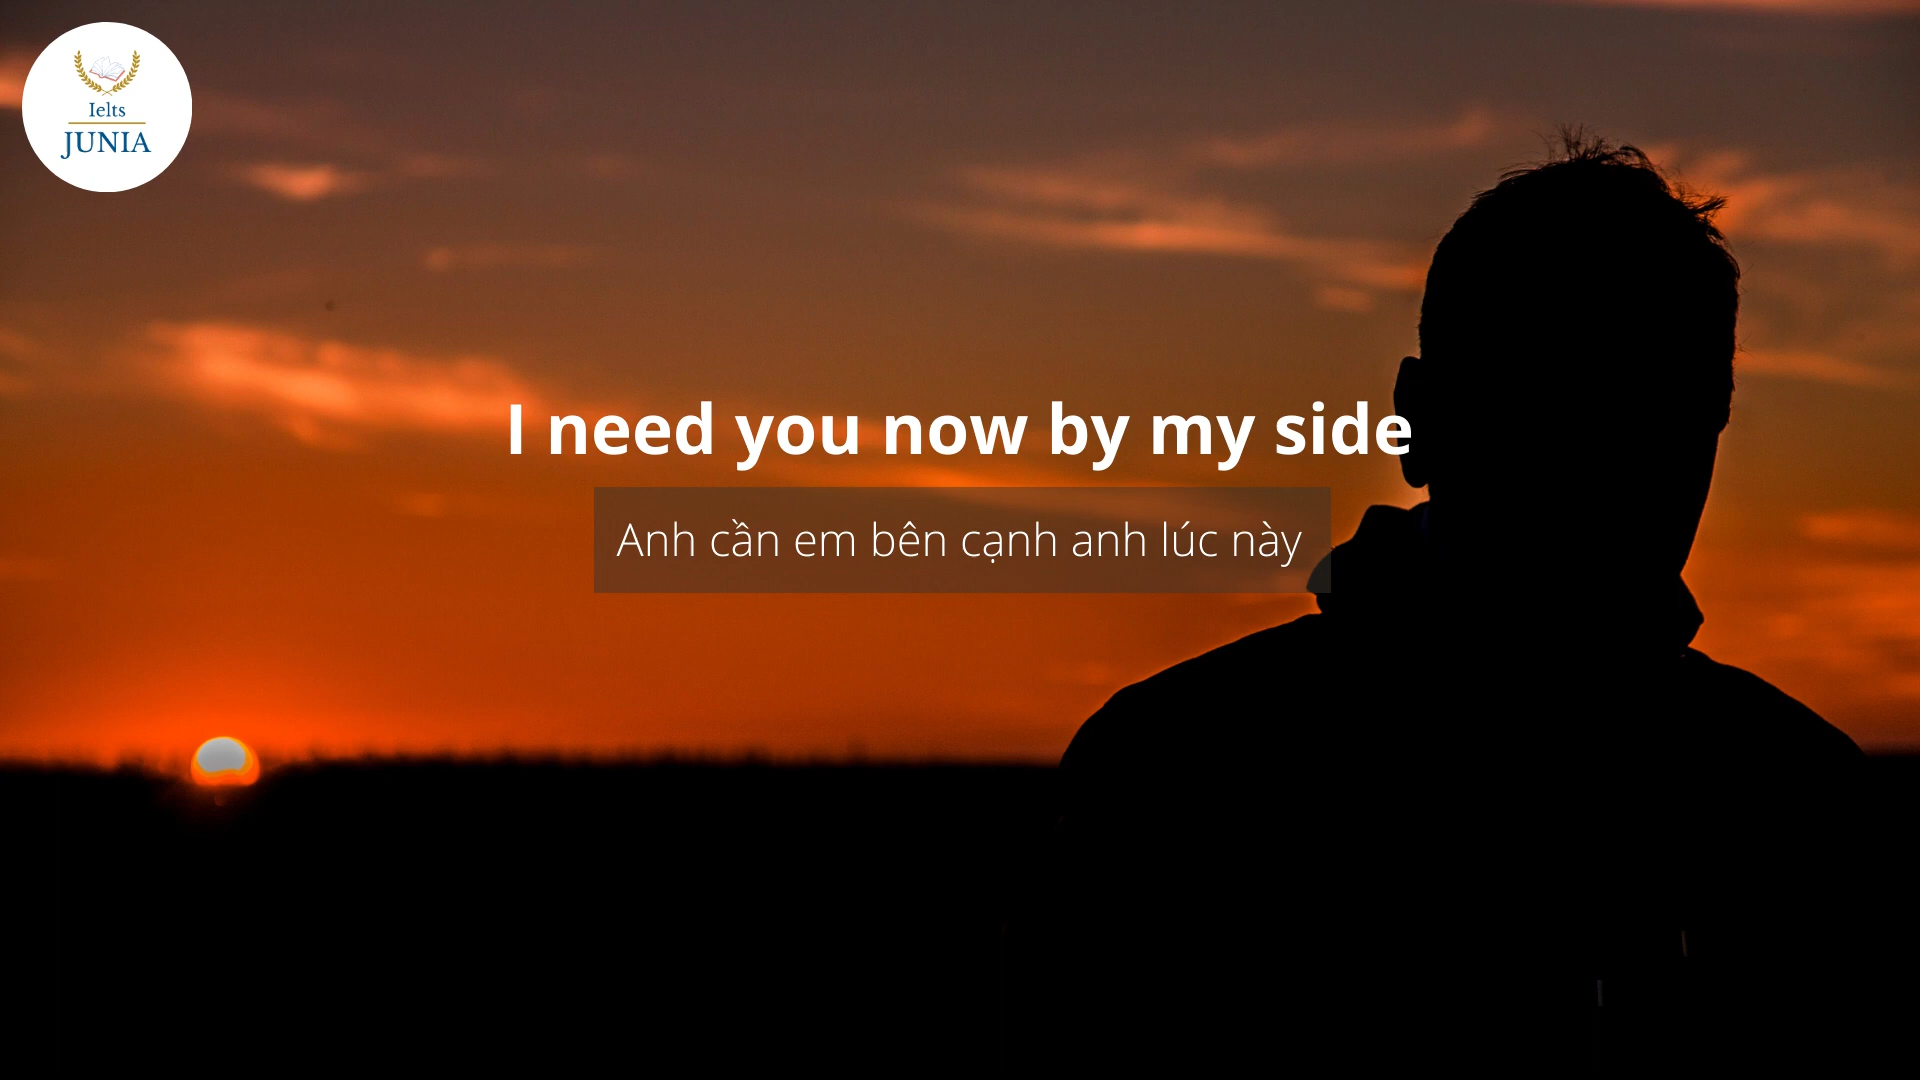 Ielts
JUNIA
I need you now by my side
Anh cần em bên cạnh anh lúc này